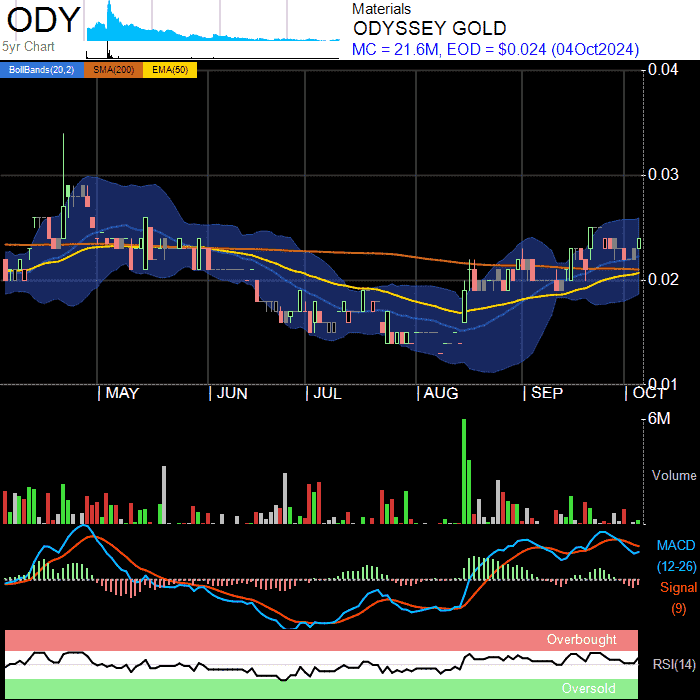 ODY
5yr Chart
Materials
ODYSSEY GOLD
MC = 21.6M, EOD = $0.024 (04Oct2024)
BollBands(20,2) SMA(200) EMA(50)
0.04
0.03
0.02
0.01
MAY JUN JUL AUG SEP OCT
6M
Volume
MACD
(12-26)
Signal
(9)
Overbought
RSI(14)
Oversold